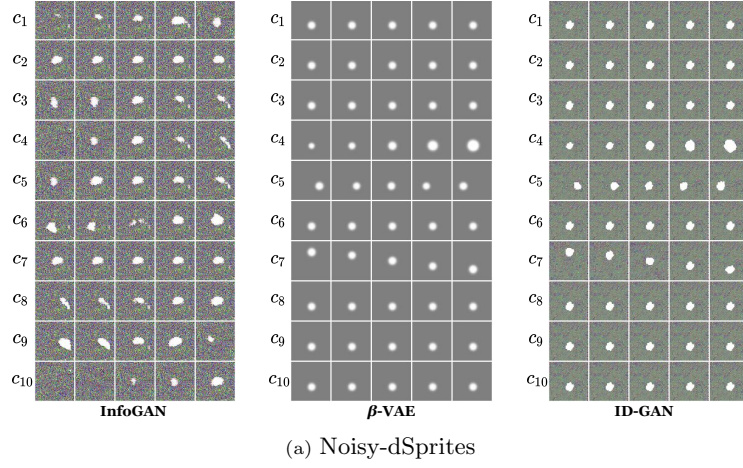 c1 c1 c1
c2 c2 c2
c3 c3 c3
c4 c4 c4
c5 c5 c5
c6 c6 c6
c7 c7 c7
c8 c8 c8
c9 c9 c9
c10 c10 c10
InfoGAN β-VAE ID-GAN
(a) Noisy-dSprites